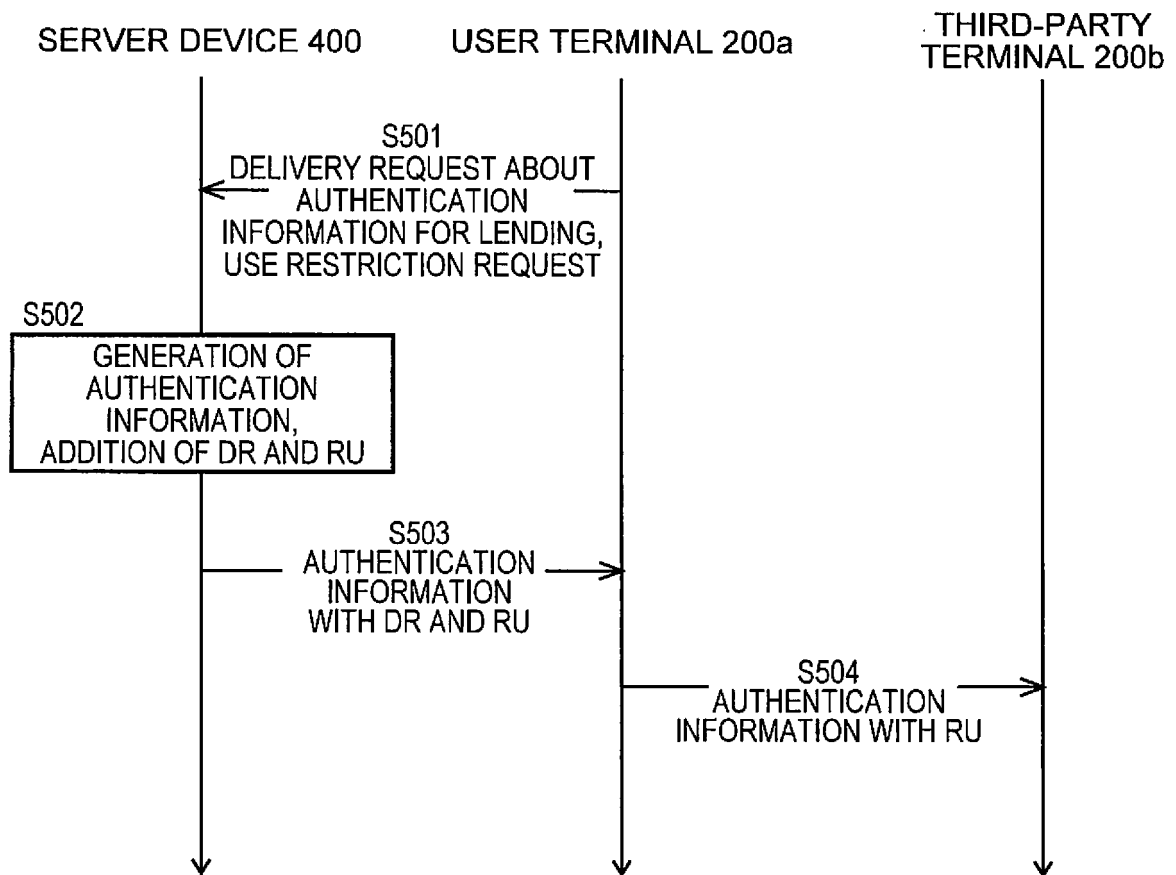 SERVER DEVICE 400
USER TERMINAL 200a
THIRD-PARTY
TERMINAL 200b
S501
DELIVERY REQUEST ABOUT
AUTHENTICATION
INFORMATION FOR LENDING,
USE RESTRICTION REQUEST
S502
GENERATION OF
AUTHENTICATION
INFORMATION,
ADDITION OF DR AND RU
S503
AUTHENTICATION
INFORMATION
WITH DR AND RU
S504
AUTHENTICATION
INFORMATION WITH RU